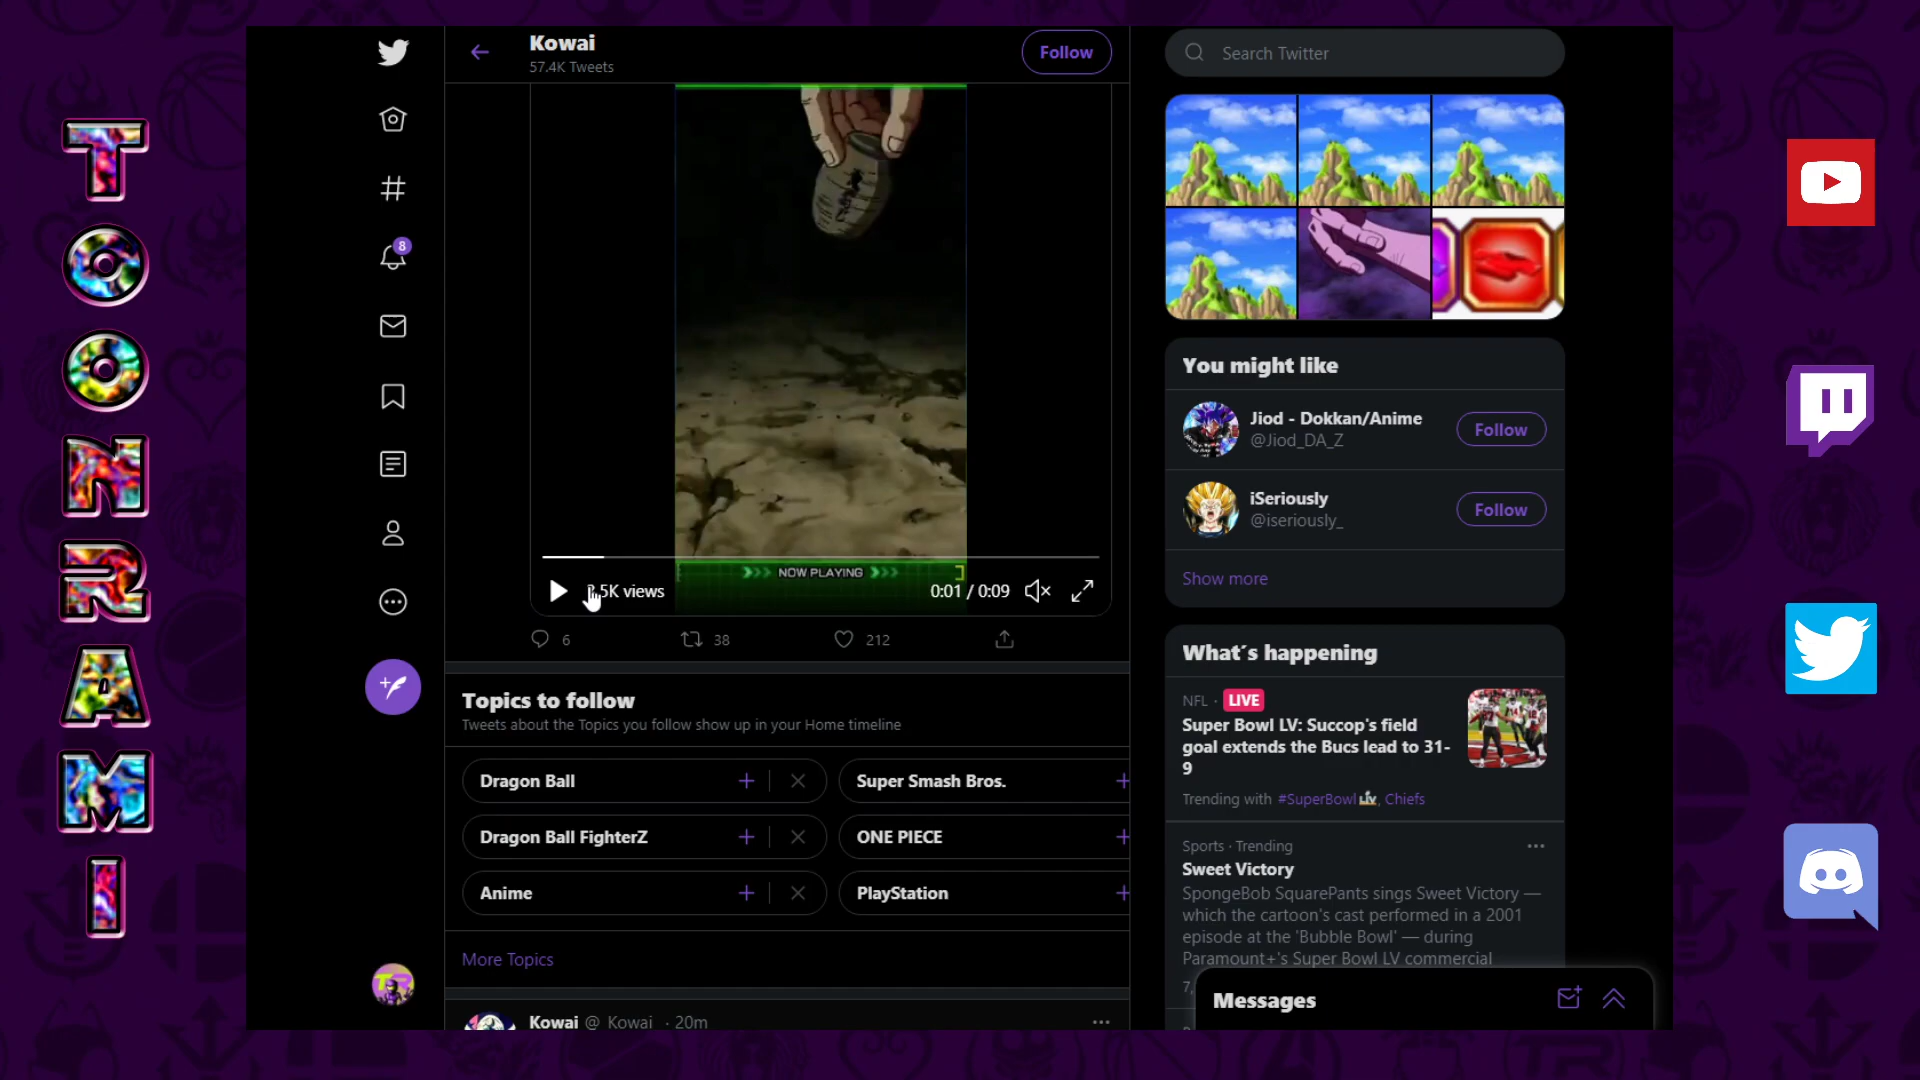 TOONRAMI
Kowai
57.4K Tweets
Follow
8
NOW PLAYING
5K views
0:01 / 0:09
6
38
212
Topics to follow
Tweets about the Topics you follow show up in your Home timeline
Dragon Ball
Super Smash Bros.
Dragon Ball FighterZ
ONE PIECE
Anime
PlayStation
More Topics
Kowai @ Kowai · 20m
Search Twitter
You might like
Jiod - Dokkan/Anime
@Jiod_DA_Z
Follow
iSeriously
@iseriously_
Follow
Show more
What's happening
NFL · LIVE
Super Bowl LV: Succop's field
goal extends the Bucs lead to 31-
9
Trending with #SuperBowl LIV, Chiefs
Sports · Trending
Sweet Victory
SpongeBob SquarePants sings Sweet Victory —
which the cartoon's cast performed in a 2001
episode at the 'Bubble Bowl' — during
Paramount+'s Super Bowl LV commercial
7,
Messages